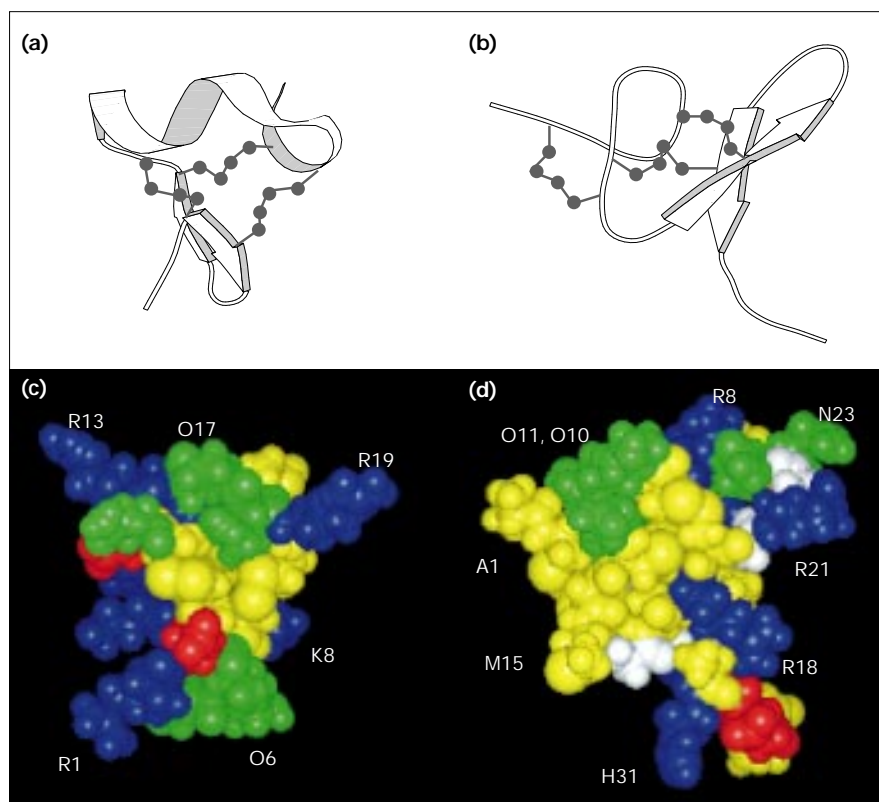 (a)
(b)
(c)
R13
O17
R19
K8
R1
O6
(d)
R8
N23
O11, O10
A1
R21
M15
R18
H31